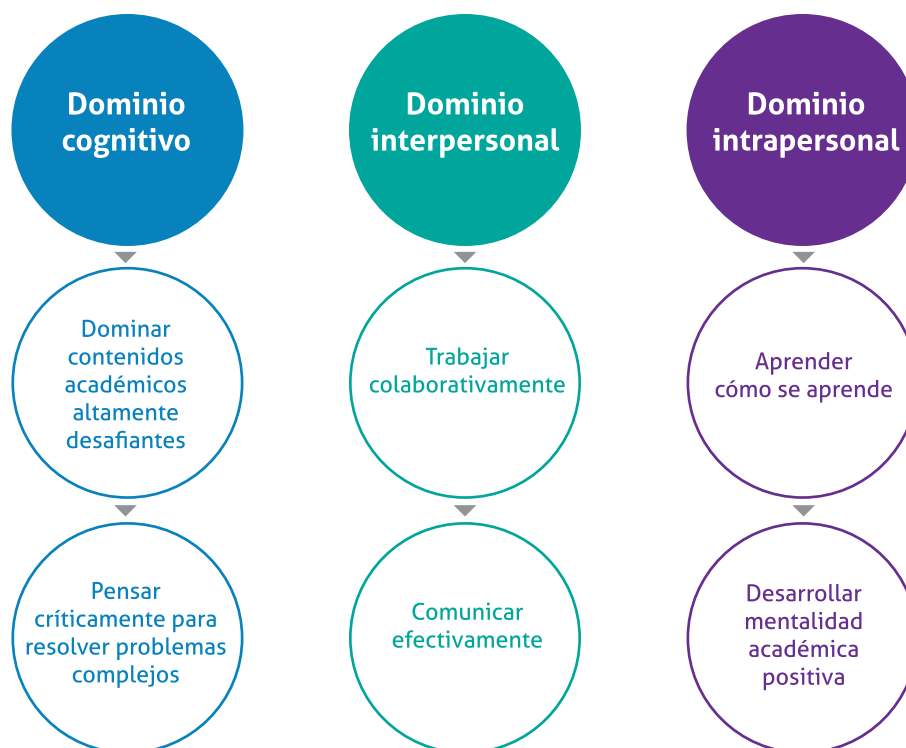 Dominio
cognitivo
Dominio
interpersonal
Dominio
intrapersonal
Dominar
contenidos
académicos
altamente
desafiantes
Trabajar
colaborativamente
Aprender
cómo se aprende
Pensar
críticamente para
resolver problemas
complejos
Comunicar
efectivamente
Desarrollar
mentalidad
académica
positiva